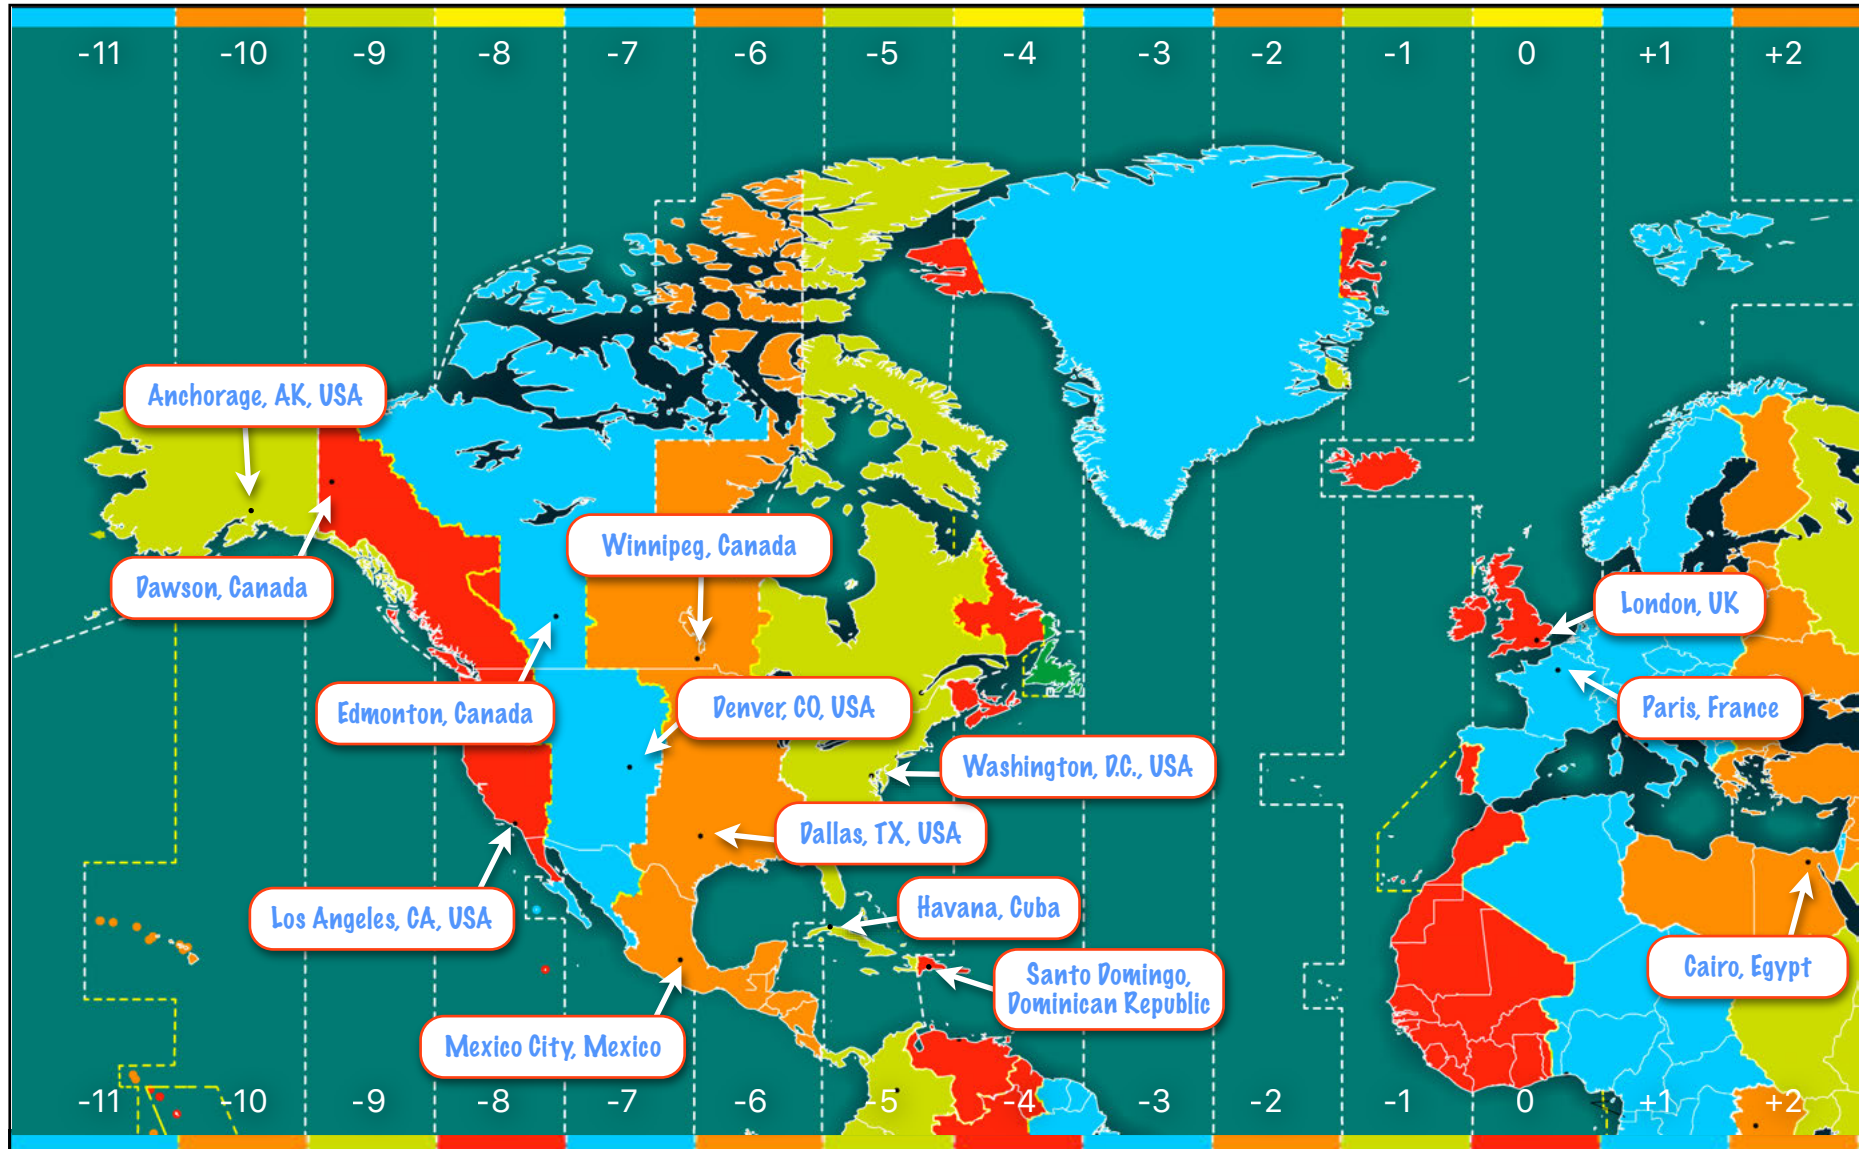 -11 -10 -9 -8 -7 -6 -5 -4 -3 -2 -1 0 +1 +2
Anchorage, AK, USA
Winnipeg, Canada
Dawson, Canada
London, UK
Edmonton, Canada
Denver, CO, USA
Paris, France
Washington, D.C., USA
Dallas, TX, USA
Los Angeles, CA, USA
Havana, Cuba
Cairo, Egypt
Santo Domingo,
Dominican Republic
Mexico City, Mexico
-11 -10 -9 -8 -7 -6 -5 -4 -3 -2 -1 0 +1 +2